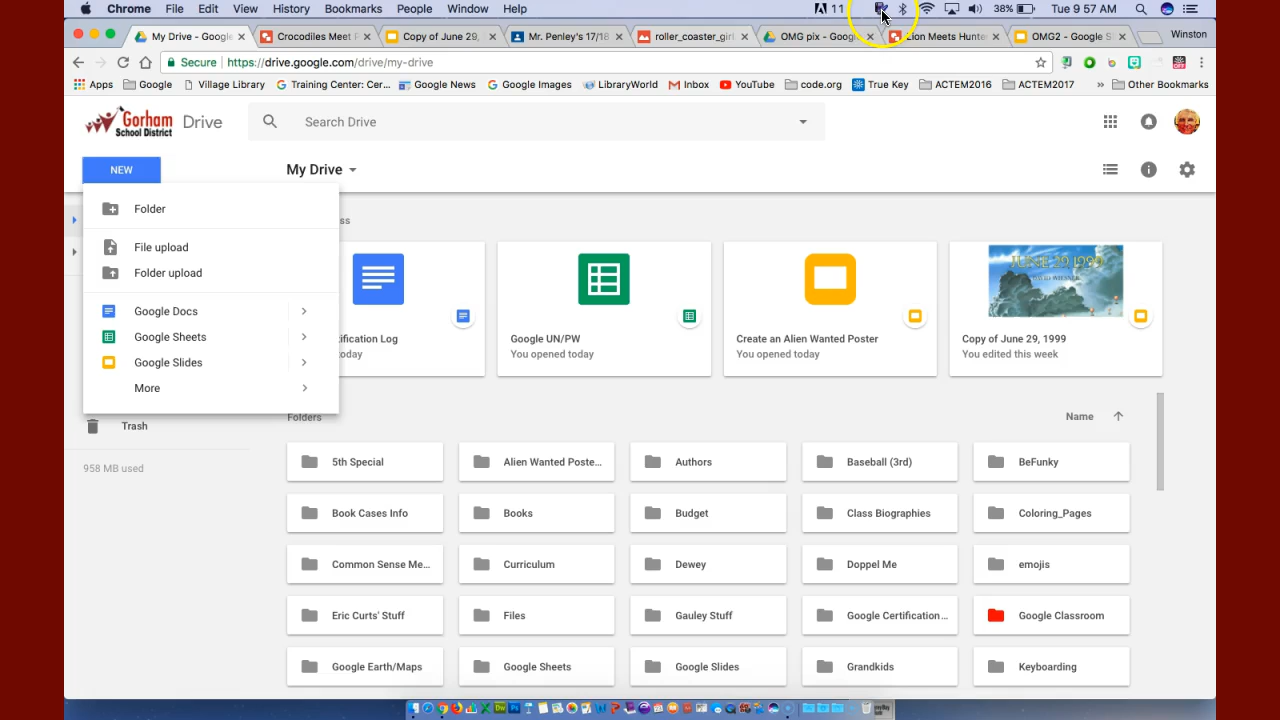 Chrome File Edit View History Bookmarks People Window Help 11 38% Tue 9:57 AM
My Drive - Google Crocodiles Meet P Copy of June 29, Mr. Penley's 17/18 roller_coaster_girl OMG pix - Google Lion Meets Hunte OMG2 - Google Sl Winston
Secure https://drive.google.com/drive/my-drive
Apps Google Village Library Training Center: Cer... Google News Google Images LibraryWorld Inbox YouTube code.org True Key ACTEM2016 ACTEM2017 » Other Bookmarks
Gorham
School District
Drive
Search Drive
NEW
My Drive
Folder
ss
File upload
Folder upload
Google Docs
Google Sheets
Google Slides
More
ification Log
today
Google UN/PW
You opened today
Create an Alien Wanted Poster
You opened today
JUNE 29, 1999
DAVID WIESNER
Copy of June 29, 1999
You edited this week
Trash
958 MB used
Folders
Name
5th Special Alien Wanted Poste... Authors Baseball (3rd) BeFunky
Book Cases Info Books Budget Class Biographies Coloring_Pages
Common Sense Me... Curriculum Dewey Doppel Me emojis
Eric Curts' Stuff Files Gauley Stuff Google Certification... Google Classroom
Google Earth/Maps Google Sheets Google Slides Grandkids Keyboarding